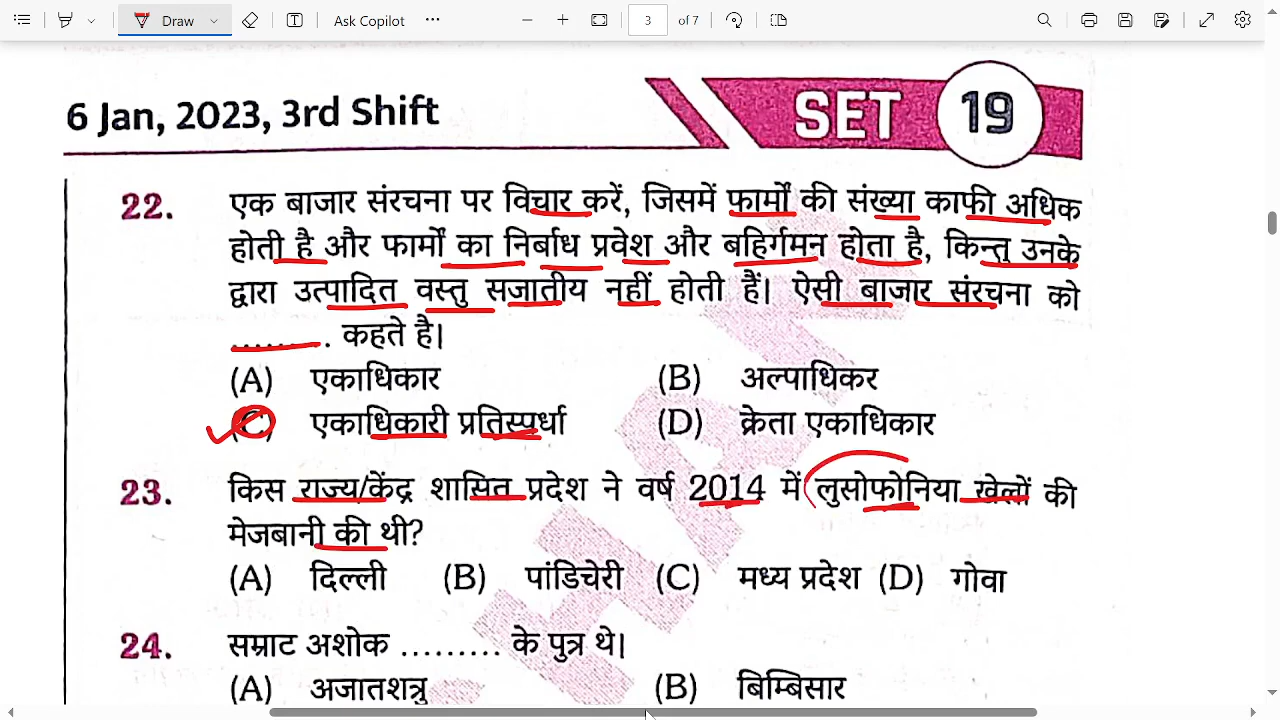 Draw
Ask Copilot
3 of 7
6 Jan, 2023, 3rd Shift
SET 19
22. एक बाजार संरचना पर विचार करें, जिसमें फार्मों की संख्या काफी अधिक
होती है और फार्मों का निर्बाध प्रवेश और बहिर्गमन होता है, किन्तु उनके
द्वारा उत्पादित वस्तु सजातीय नहीं होती हैं। ऐसी बाजार संरचना को
......... कहते है।
(A) एकाधिकार (B) अल्पाधिकर
(C) एकाधिकारी प्रतिस्पर्धा (D) क्रेता एकाधिकार
23. किस राज्य/केंद्र शासित प्रदेश ने वर्ष 2014 में लुसोफोनिया खेलों की
मेजबानी की थी?
(A) दिल्ली (B) पांडिचेरी (C) मध्य प्रदेश (D) गोवा
24. सम्राट अशोक ......... के पुत्र थे।
(A) अजातशत्रु (B) बिम्बिसार